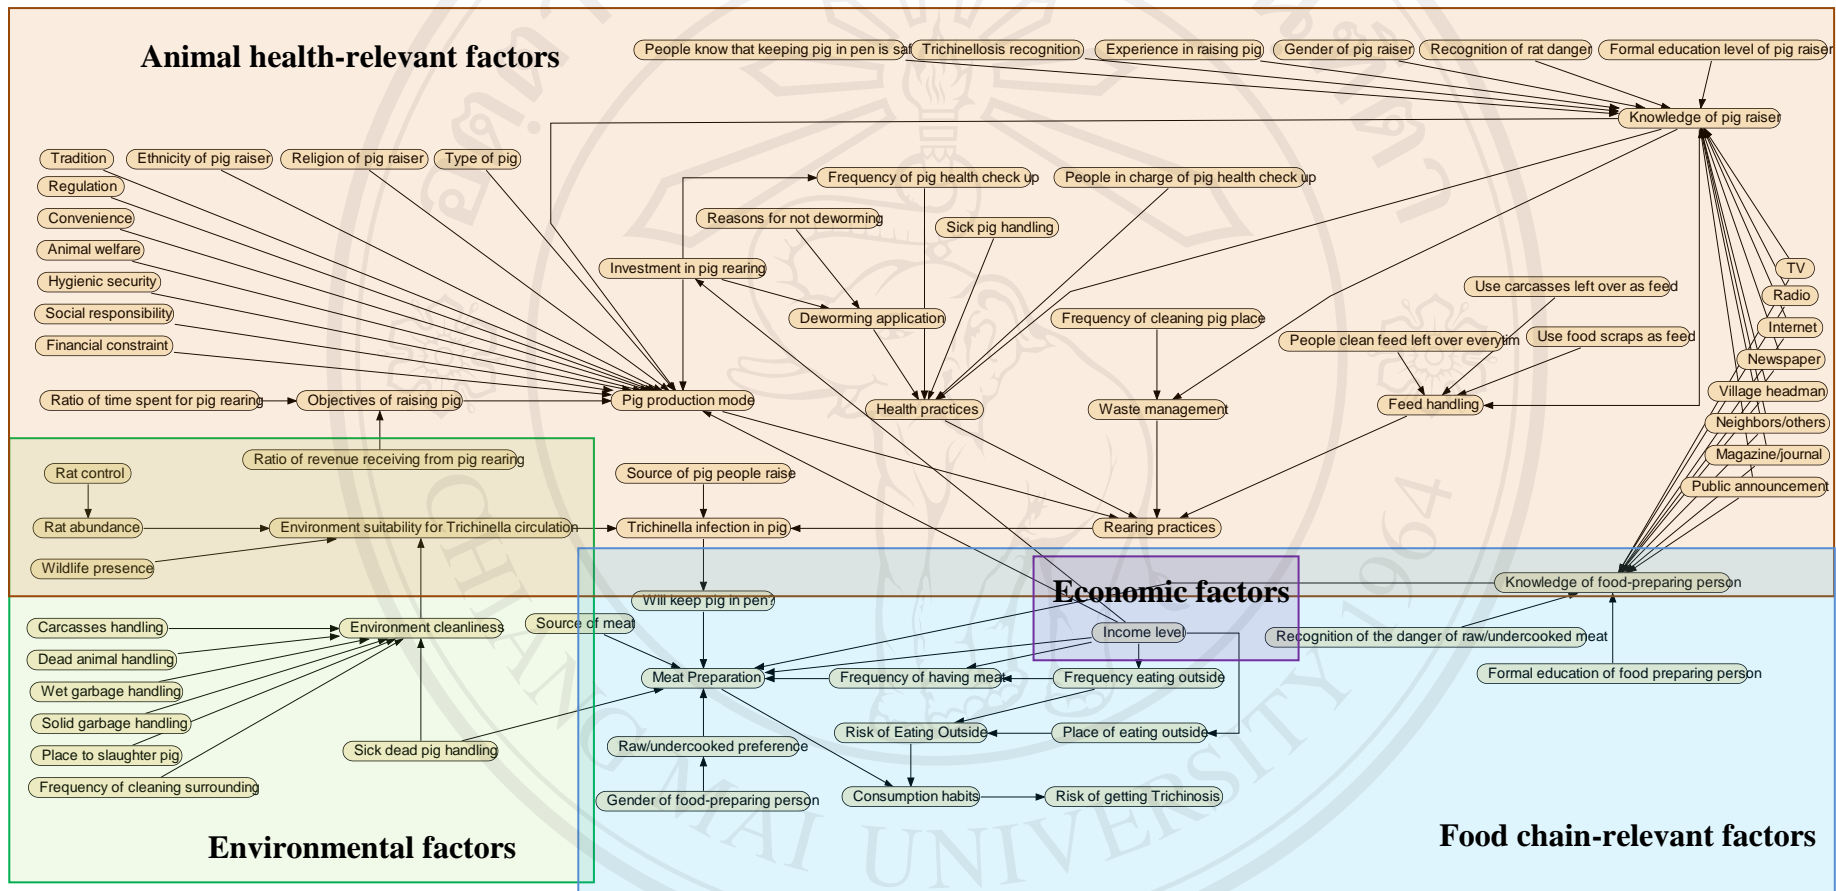 Animal health-relevant factors
People know that keeping pig in pen is saf
Trichinellosis recognition
Experience in raising pig
Gender of pig raiser
Recognition of rat danger
Formal education level of pig raiser
Knowledge of pig raiser
Tradition
Ethnicity of pig raiser
Religion of pig raiser
Type of pig
Regulation
Convenience
Animal welfare
Hygienic security
Social responsibility
Financial constraint
Frequency of pig health check up
People in charge of pig health check up
Reasons for not deworming
Sick pig handling
Investment in pig rearing
Deworming application
Frequency of cleaning pig place
Use carcasses left over as feed
People clean feed left over everytim
Use food scraps as feed
TV
Radio
Internet
Newspaper
Village headman
Neighbors/others
Magazine/journal
Public announcement
Ratio of time spent for pig rearing
Objectives of raising pig
Pig production mode
Health practices
Waste management
Feed handling
Ratio of revenue receiving from pig rearing
Rat control
Source of pig people raise
Rat abundance
Environment suitability for Trichinella circulation
Trichinella infection in pig
Rearing practices
Wildlife presence
Economic factors
Knowledge of food-preparing person
Will keep pig in pen?
Source of meat
Income level
Recognition of the danger of raw/undercooked meat
Formal education of food preparing person
Carcasses handling
Environment cleanliness
Dead animal handling
Wet garbage handling
Solid garbage handling
Place to slaughter pig
Frequency of cleaning surrounding
Sick dead pig handling
Meat Preparation
Frequency of having meat
Frequency eating outside
Risk of Eating Outside
Place of eating outside
Raw/undercooked preference
Gender of food-preparing person
Consumption habits
Risk of getting Trichinosis
Environmental factors
Food chain-relevant factors
CHIANG MAI UNIVERSITY 1964